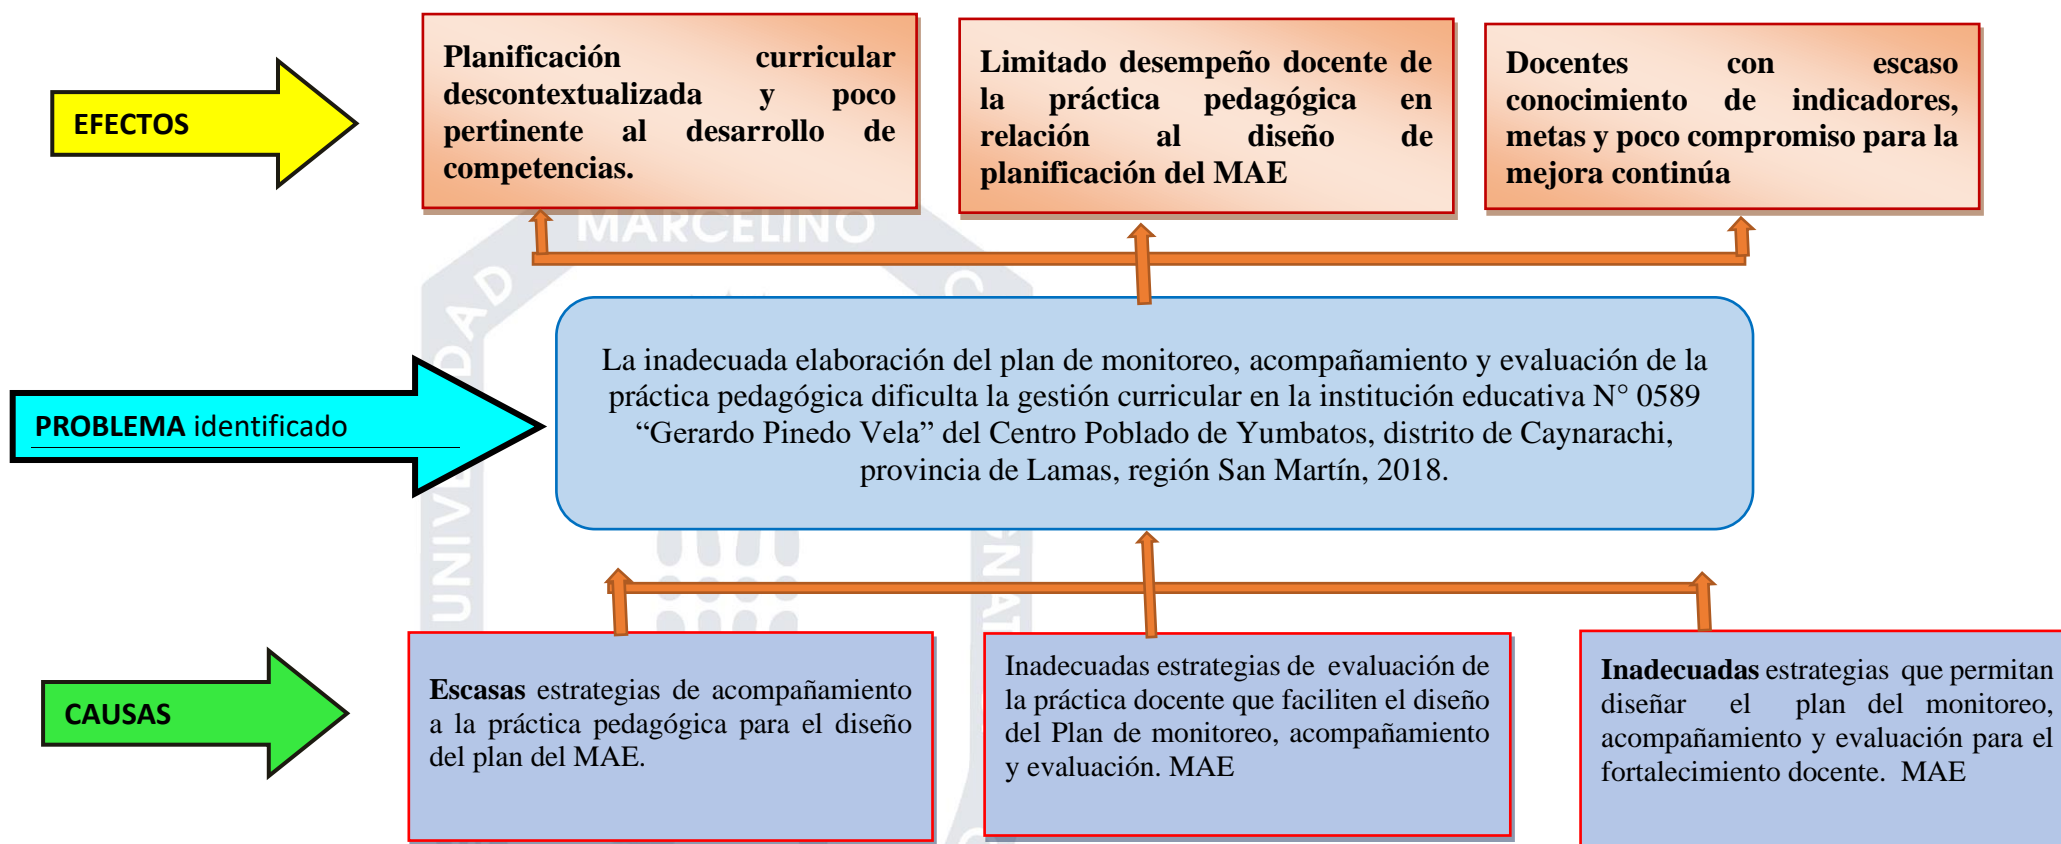 EFECTOS
Planificación curricular
descontextualizada y poco
pertinente al desarrollo de
competencias.
Limitado desempeño docente de
la práctica pedagógica en
relación al diseño de
planificación del MAE
Docentes con escaso
conocimiento de indicadores,
metas y poco compromiso para la
mejora continúa
MARCELINO
UNIVERSIDAD
PROBLEMA identificado
La inadecuada elaboración del plan de monitoreo, acompañamiento y evaluación de la
práctica pedagógica dificulta la gestión curricular en la institución educativa N° 0589
“Gerardo Pinedo Vela” del Centro Poblado de Yumbatos, distrito de Caynarachi,
provincia de Lamas, región San Martín, 2018.
CAUSAS
Escasas estrategias de acompañamiento
a la práctica pedagógica para el diseño
del plan del MAE.
Inadecuadas estrategias de evaluación de
la práctica docente que faciliten el diseño
del Plan de monitoreo, acompañamiento
y evaluación. MAE
Inadecuadas estrategias que permitan
diseñar el plan del monitoreo,
acompañamiento y evaluación para el
fortalecimiento docente. MAE